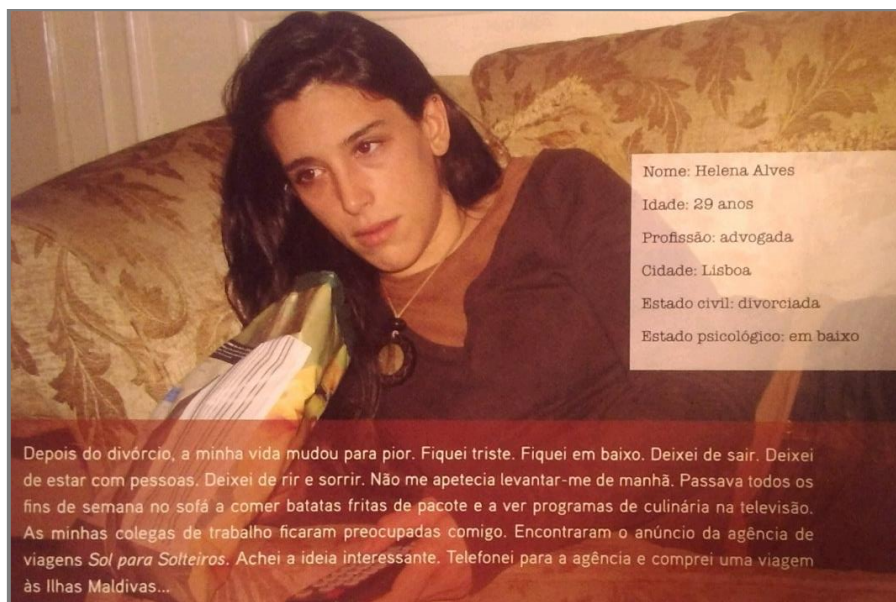 Nome: Helena Alves
Idade: 29 anos
Profissão: advogada
Cidade: Lisboa
Estado civil: divorciada
Estado psicológico: em baixo
Depois do divórcio, a minha vida mudou para pior. Fiquei triste. Fiquei em baixo. Deixei de sair. Deixei
de estar com pessoas. Deixei de rir e sorrir. Não me apetecia levantar-me de manhã. Passava todos os
fins de semana no sofá a comer batatas fritas de pacote e a ver programas de culinária na televisão.
As minhas colegas de trabalho ficaram preocupadas comigo. Encontraram o anúncio da agência de
viagens Sol para Solteiros. Achei a ideia interessante. Telefonei para a agência e comprei uma viagem
às Ilhas Maldivas...